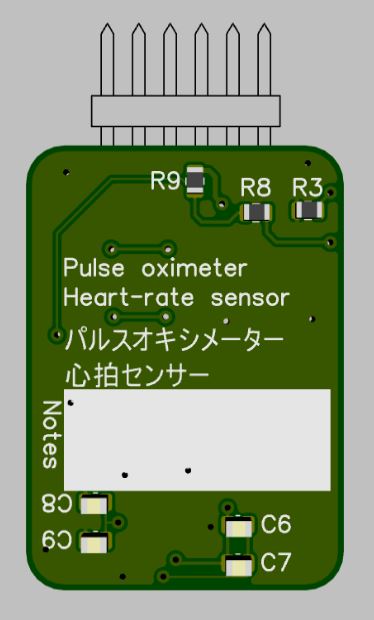 R9
R8 R3
Pulse oximeter
Heart-rate sensor
パルスオキシメーター
心拍センサー
Notes
C8
C9
C6
C7